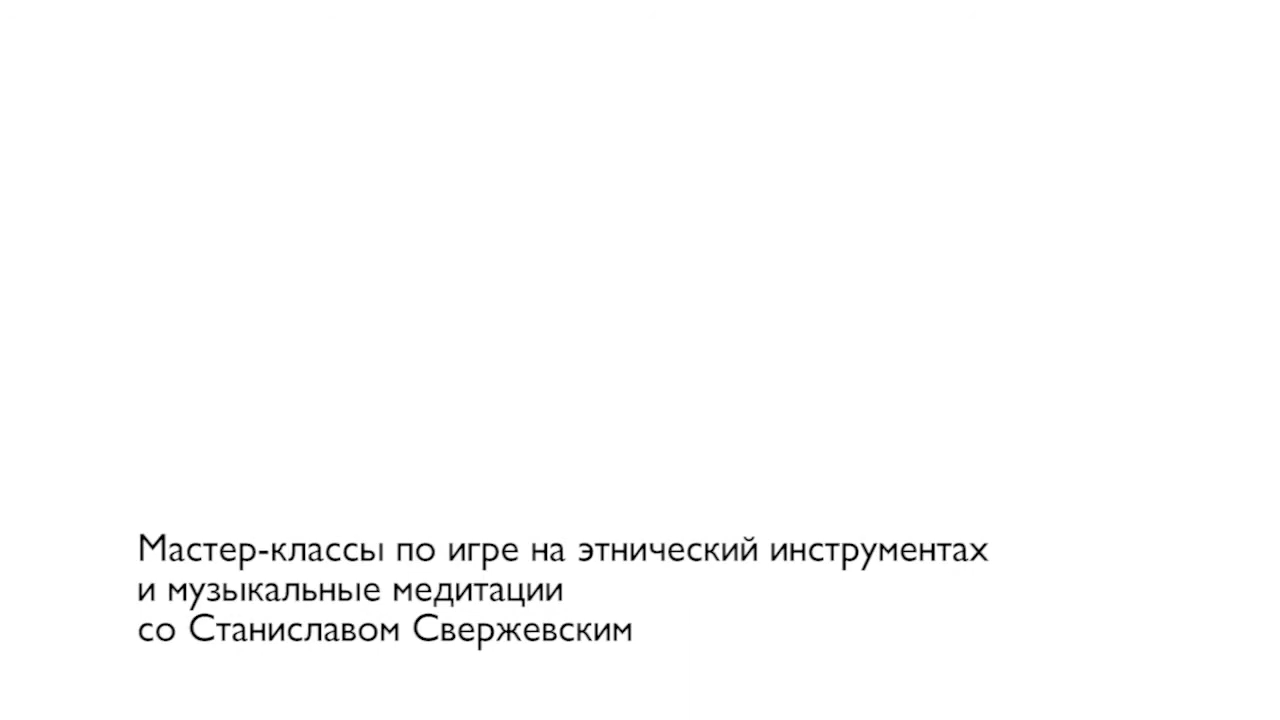 Мастер-классы по игре на этнический инструментах
и музыкальные медитации
со Станиславом Свержевским